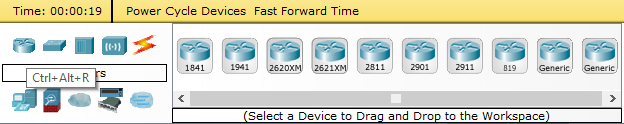 Time: 00:00:19 Power Cycle Devices Fast Forward Time
Ctrl+Alt+R
rs
1841 1941 2620XM 2621XM 2811 2901 2911 819 Generic Generic
(Select a Device to Drag and Drop to the Workspace)